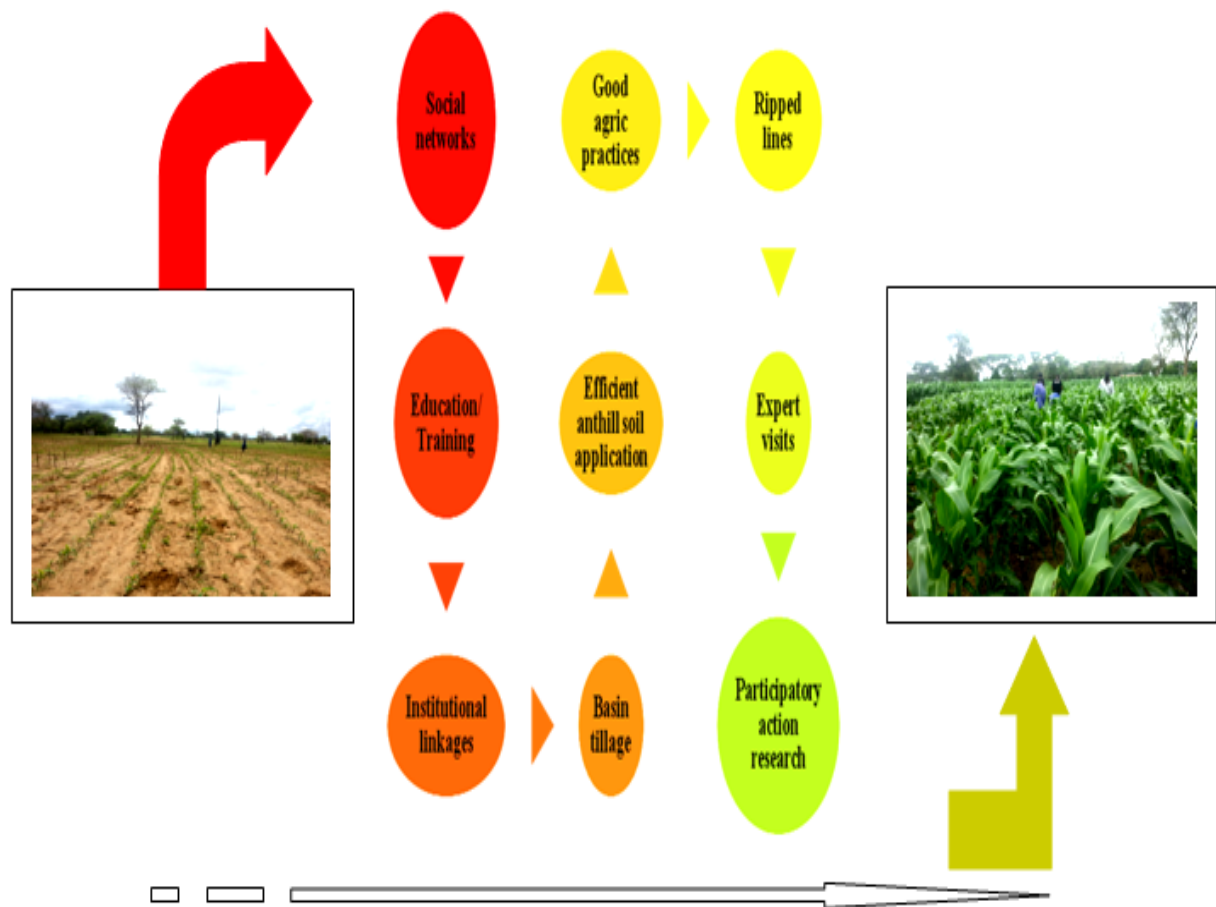 Social
networks
Education/
Training
Institutional
linkages
Basin
tillage
Efficient
anthill soil
application
Good
agric
practices
Ripped
lines
Expert
visits
Participatory
action
research